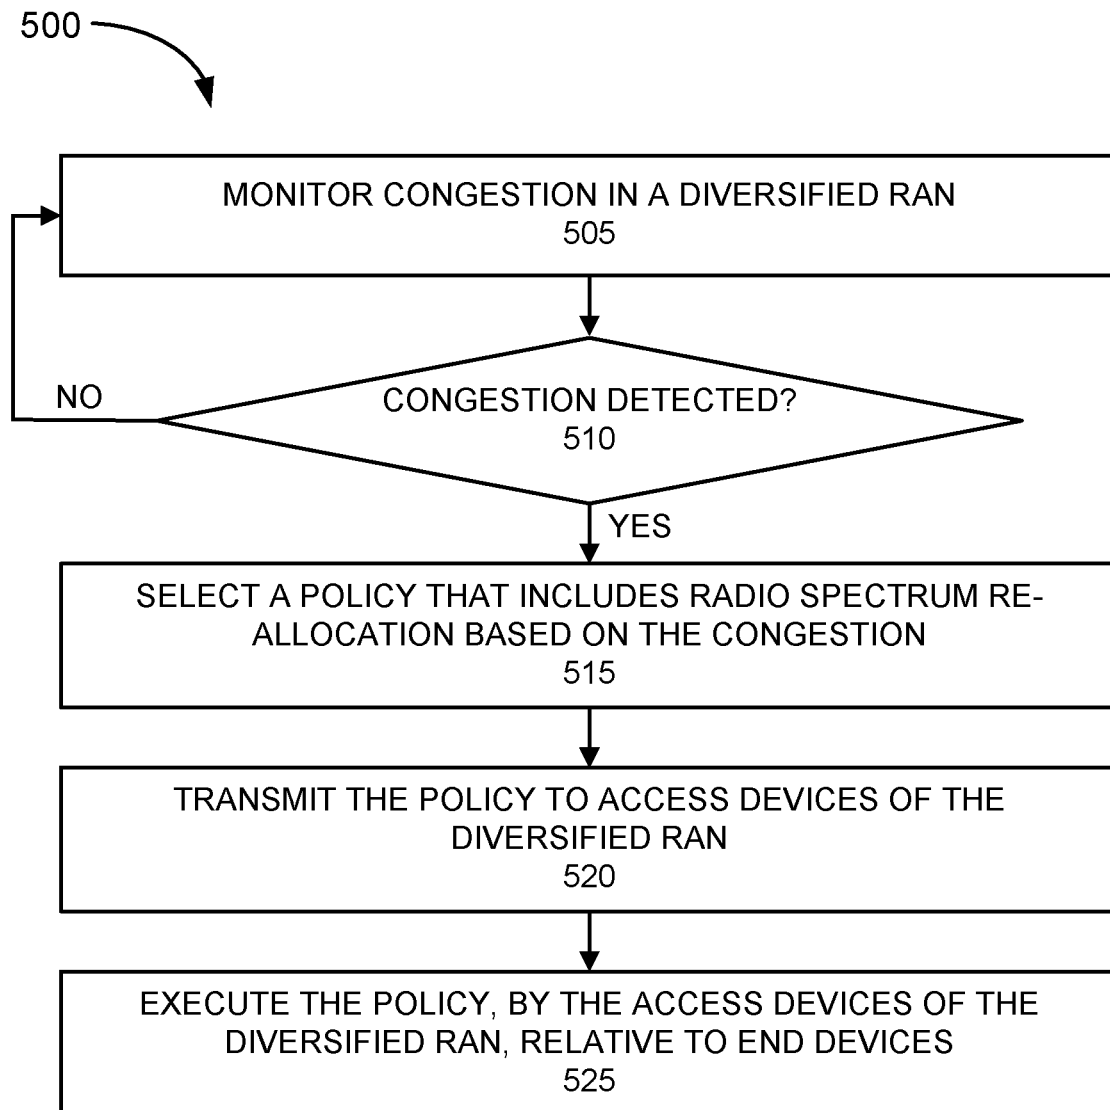 500
MONITOR CONGESTION IN A DIVERSIFIED RAN
505
CONGESTION DETECTED?
510
NO
YES
SELECT A POLICY THAT INCLUDES RADIO SPECTRUM RE-
ALLOCATION BASED ON THE CONGESTION
515
TRANSMIT THE POLICY TO ACCESS DEVICES OF THE
DIVERSIFIED RAN
520
EXECUTE THE POLICY, BY THE ACCESS DEVICES OF THE
DIVERSIFIED RAN, RELATIVE TO END DEVICES
525